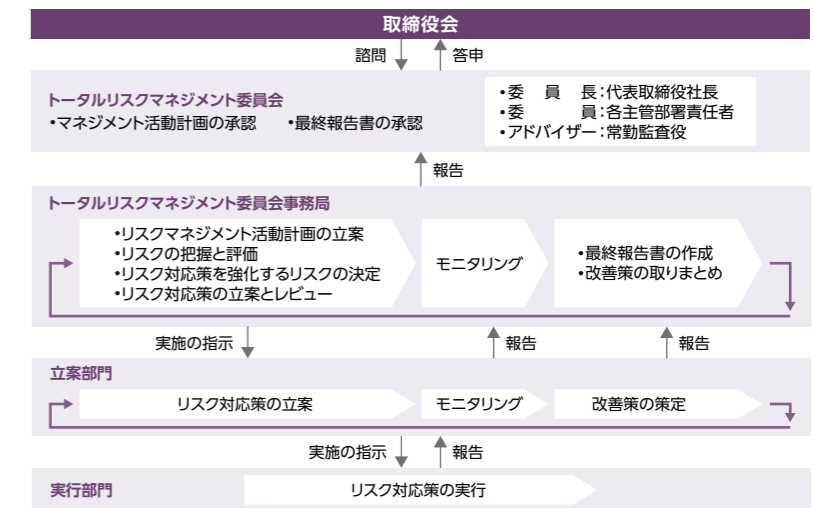 取締役会
諮問
答申
トータルリスクマネジメント委員会
•マネジメント活動計画の承認 •最終報告書の承認
•委員長：代表取締役社長
•委員：各主管部署責任者
•アドバイザー：常勤監査役
報告
トータルリスクマネジメント委員会事務局
•リスクマネジメント活動計画の立案
•リスクの把握と評価
•リスク対応策を強化するリスクの決定
•リスク対応策の立案とレビュー
モニタリング
•最終報告書の作成
•改善策の取りまとめ
実施の指示
報告
報告
立案部門
リスク対応策の立案
モニタリング
改善策の策定
実施の指示
報告
実行部門
リスク対応策の実行